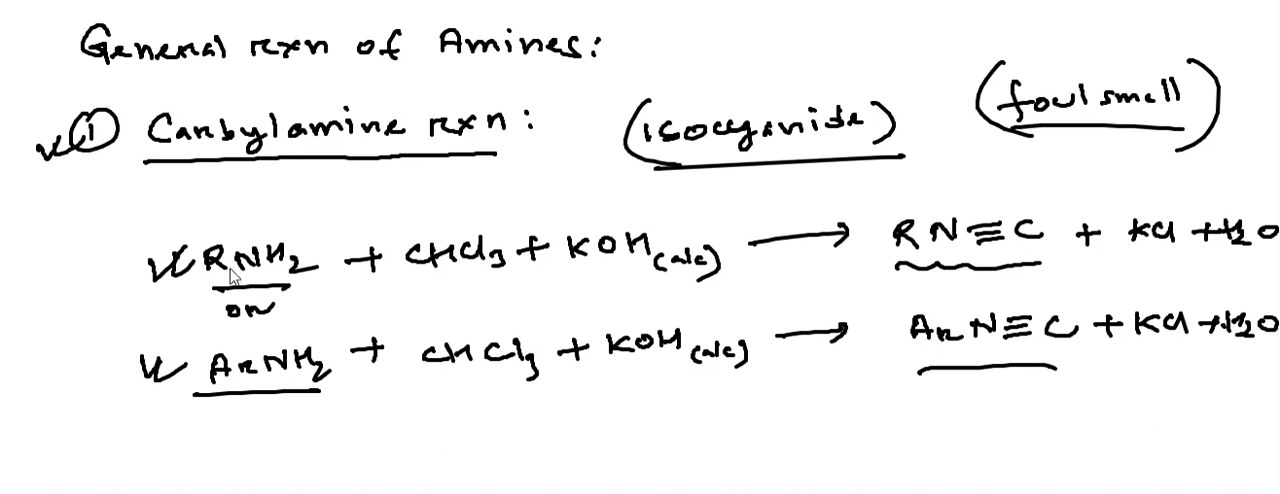 General rxn of Amines:
① Carbylamine rxn: (isocyanide) (foul smell)
RNH₂ + CHCl₃ + KOH(alc) ⟶ RN≡C + KCl + H₂O
or
ArNH₂ + CHCl₃ + KOH(alc) ⟶ ArN≡C + KCl + H₂O